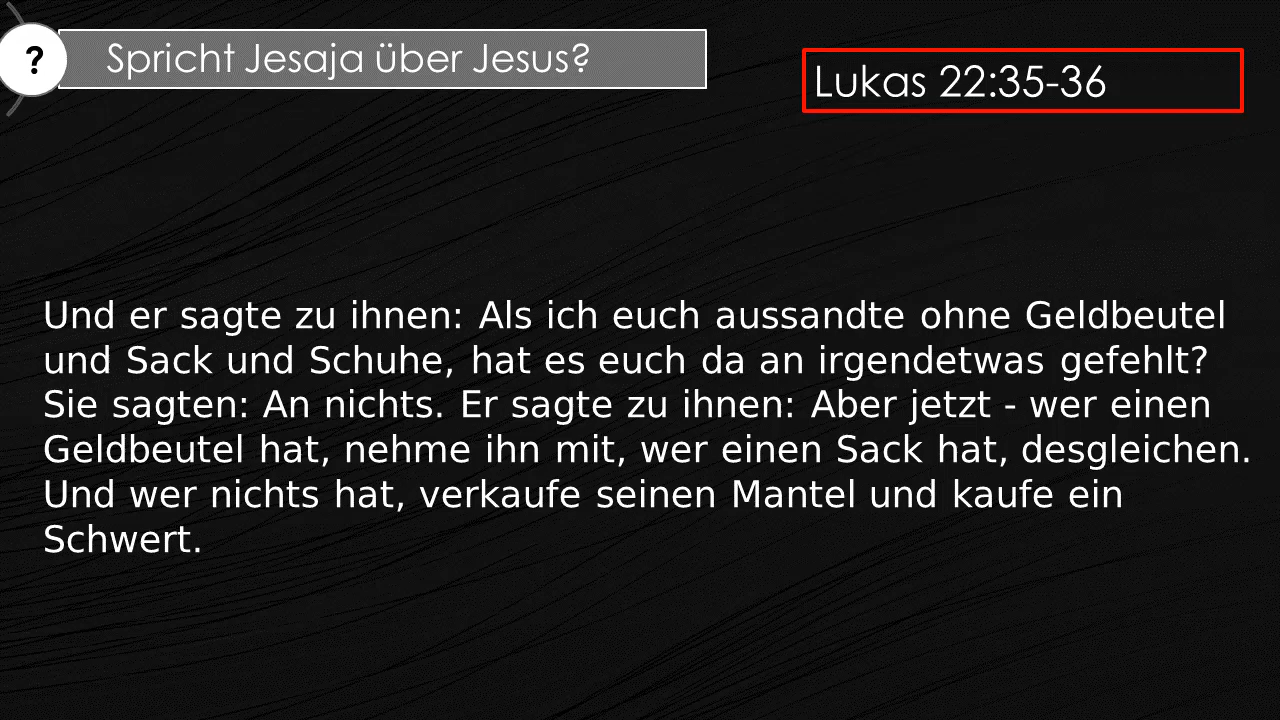 ?
Spricht Jesaja über Jesus?
Lukas 22:35-36
Und er sagte zu ihnen: Als ich euch aussandte ohne Geldbeutel
und Sack und Schuhe, hat es euch da an irgendetwas gefehlt?
Sie sagten: An nichts. Er sagte zu ihnen: Aber jetzt - wer einen
Geldbeutel hat, nehme ihn mit, wer einen Sack hat, desgleichen.
Und wer nichts hat, verkaufe seinen Mantel und kaufe ein
Schwert.